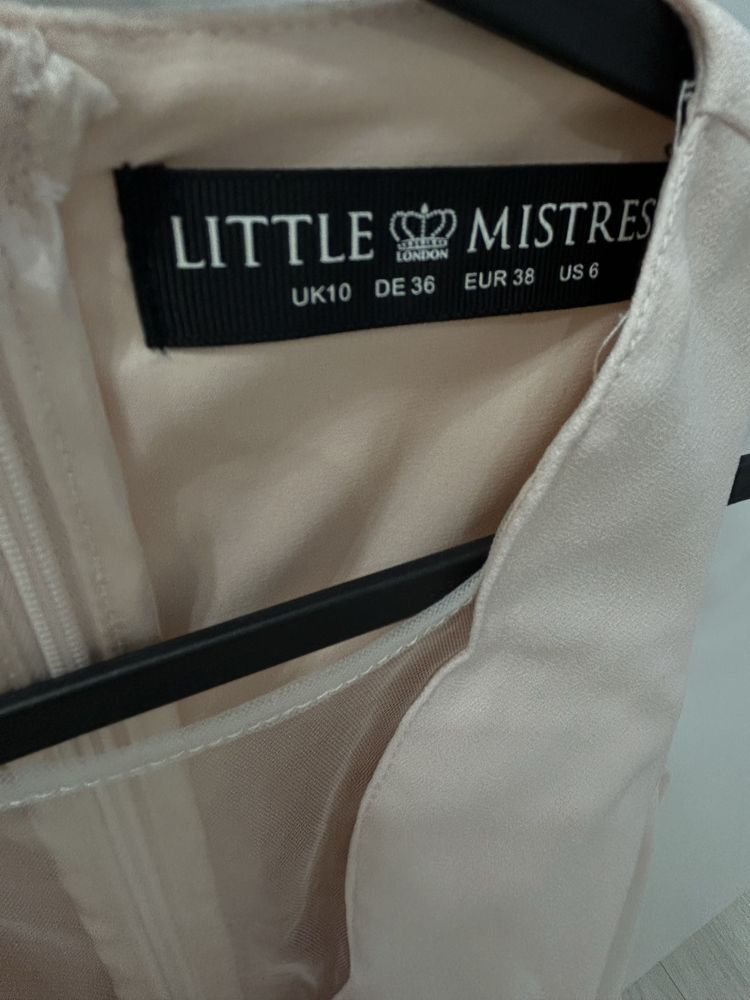 LITTLE MISTRES
LONDON
UK10 DE 36 EUR 38 US 6